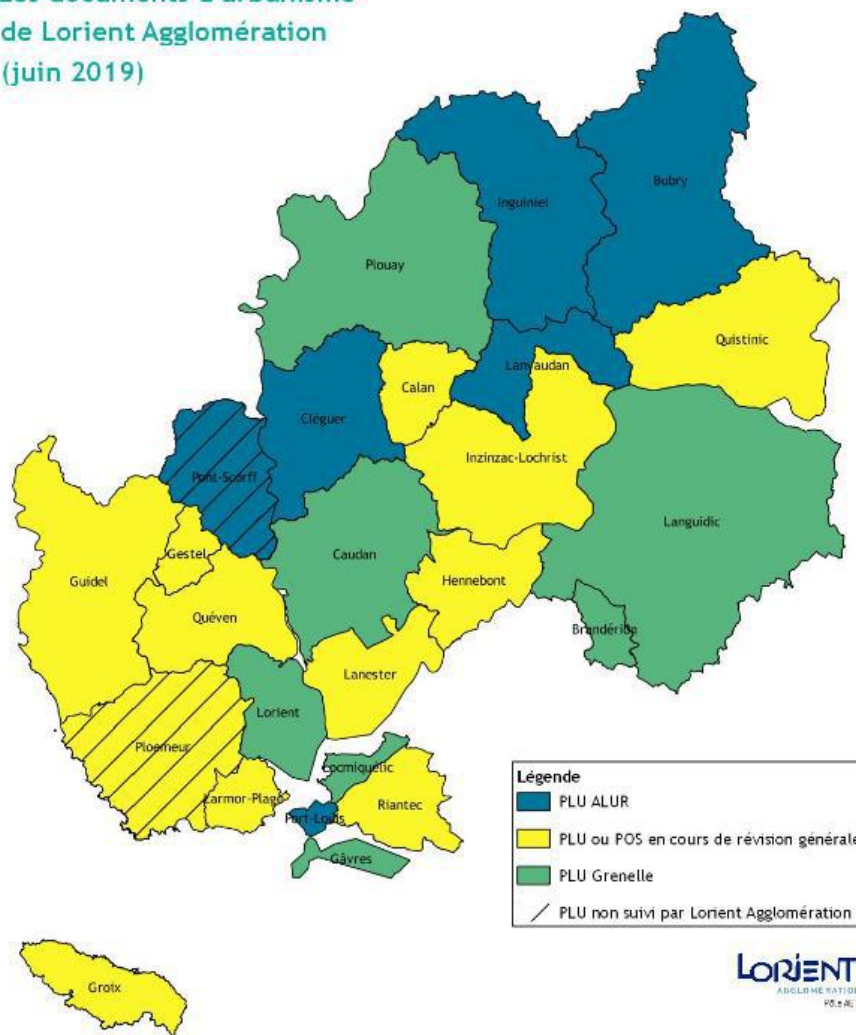 de Lorient Agglomération
(juin 2019)
Bubry
Inguiniel
Plouay
Quistinic
Lanvaudan
Calan
Cléguer
Inzinzac-Lochrist
Pont-Scorff
Languidic
Gestel
Caudan
Guidel
Hennebont
Quéven
Brandérion
Lanester
Lorient
Ploemeur
Locmiquélic
Larmor-Plage
Riantec
Port-Louis
Gâvres
Groix
Légende
PLU ALUR
PLU ou POS en cours de révision générale
PLU Grenelle
PLU non suivi par Lorient Agglomération
LORIENT
AGGLOMÉRATION